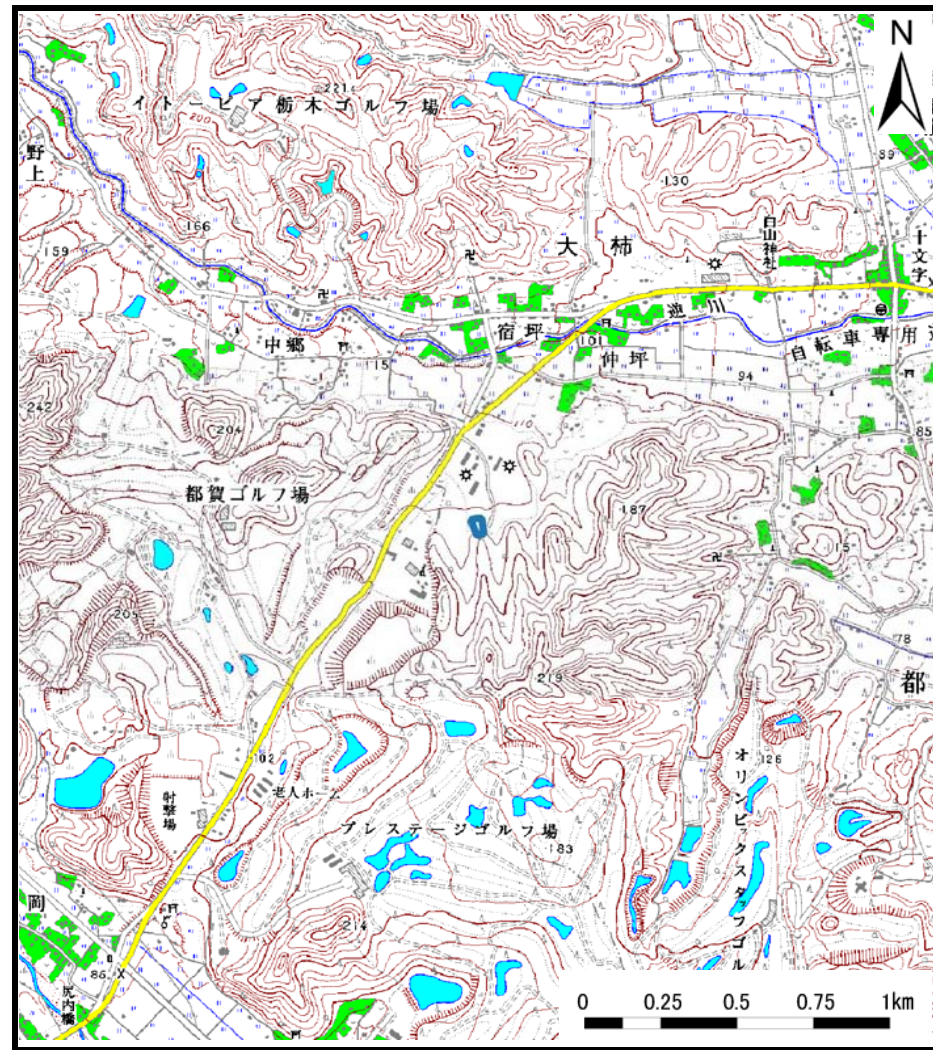 N
221
イトーピア栃木ゴルフ場
200
野上
89
130
166
大柿
白山神社
十文字
159
逆川
宿坪
101
自転車専用道
中郷
115
仲坪
94
242
204
85
都賀ゴルフ場
187
205
78
219
都
102
老人ホーム
126
射撃場
オリンピックスタッフゴル
プレステージゴルフ場
183
岡
214
86
尻内橋
0 0.25 0.5 0.75 1km